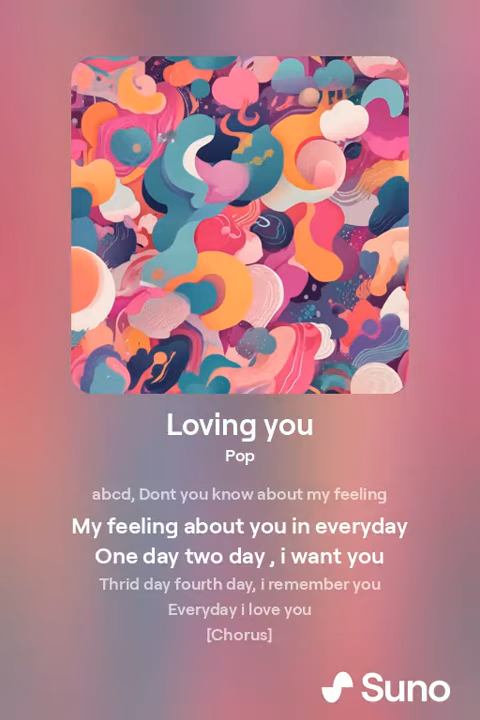 Loving you
Pop
abcd, Dont you know about my feeling
My feeling about you in everyday
One day two day , i want you
Thrid day fourth day, i remember you
Everyday i love you
[Chorus]
Suno